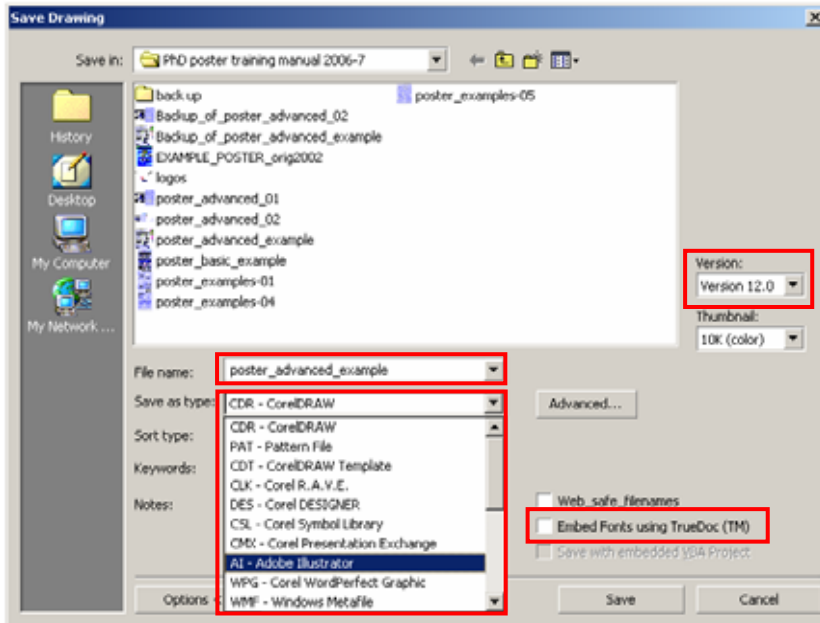 Save Drawing
Save in: PhD poster training manual 2006-7
History
Desktop
My Computer
My Network ...
back up
Backup_of_poster_advanced_02
Backup_of_poster_advanced_example
EXAMPLE_POSTER_orig2002
logos
poster_advanced_01
poster_advanced_02
poster_advanced_example
poster_basic_example
poster_examples-01
poster_examples-04
poster_examples-05
Version:
Version 12.0
Thumbnail:
10K (color)
File name: poster_advanced_example
Save as type: CDR - CorelDRAW
Advanced...
Sort type:
Keywords:
Notes:
CDR - CorelDRAW
PAT - Pattern File
CDT - CorelDRAW Template
CLK - Corel R.A.V.E.
DES - Corel DESIGNER
CSL - Corel Symbol Library
CMX - Corel Presentation Exchange
AI - Adobe Illustrator
WPG - Corel WordPerfect Graphic
WMF - Windows Metafile
Web_safe_filenames
Embed Fonts using TrueDoc (TM)
Save with embedded VBA Project
Options <
Save
Cancel